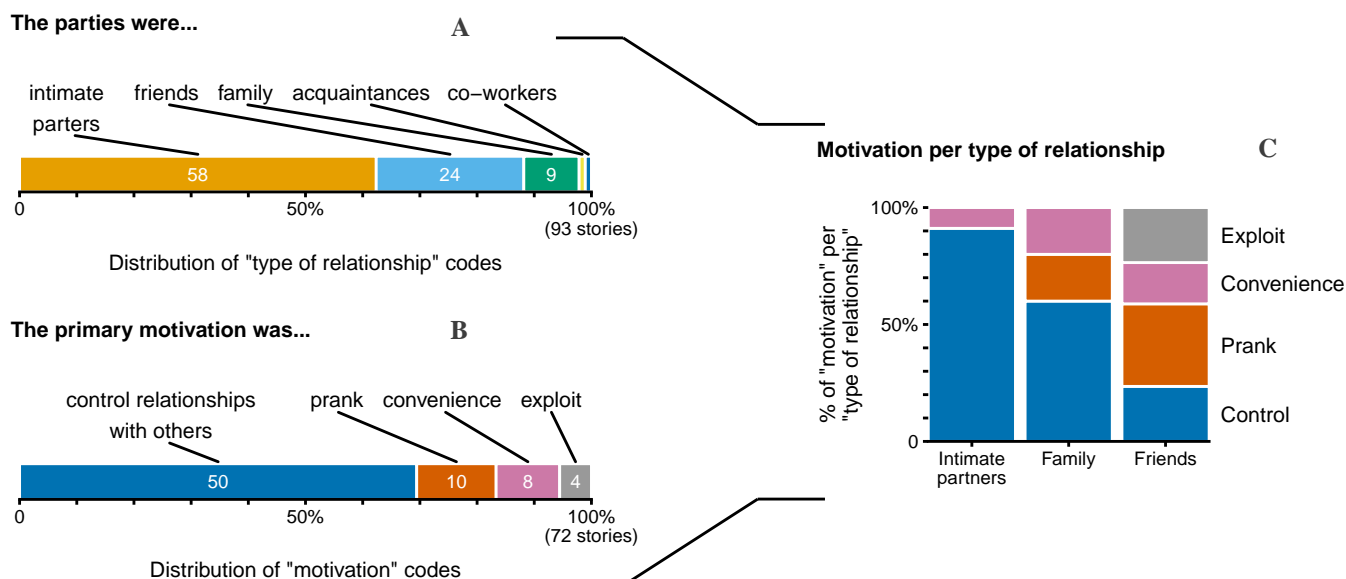 The parties were... A
intimate parters friends family acquaintances co−workers
58 24 9
0 50% 100%
(93 stories)
Distribution of "type of relationship" codes
The primary motivation was... B
control relationships with others prank convenience exploit
50 10 8 4
0 50% 100%
(72 stories)
Distribution of "motivation" codes
Motivation per type of relationship C
% of "motivation" per
"type of relationship"
100%
50%
0
Exploit
Convenience
Prank
Control
Intimate partners Family Friends